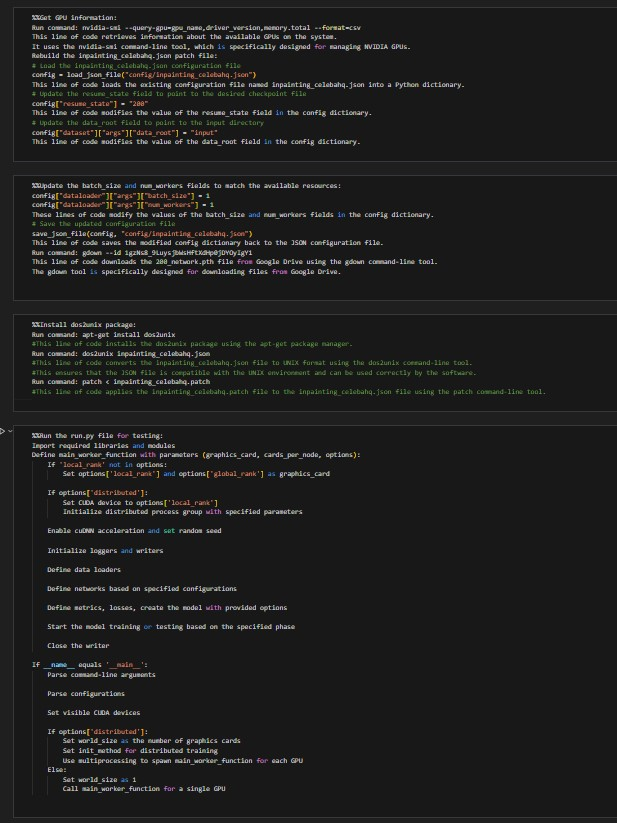 %%Get GPU information:
Run command: nvidia-smi --query-gpu=gpu_name,driver_version,memory.total --format=csv
This line of code retrieves information about the available GPUs on the system.
It uses the nvidia-smi command-line tool, which is specifically designed for managing NVIDIA GPUs.
Rebuild the inpainting_celebahq.json patch file:
# Load the inpainting_celebahq.json configuration file
config = load_json_file("config/inpainting_celebahq.json")
This line of code loads the existing configuration file named inpainting_celebahq.json into a Python dictionary.
# Update the resume_state field to point to the desired checkpoint file
config["resume_state"] = "200"
This line of code modifies the value of the resume_state field in the config dictionary.
# Update the data_root field to point to the input directory
config["dataset"]["args"]["data_root"] = "input"
This line of code modifies the value of the data_root field in the config dictionary.
%%Update the batch_size and num_workers fields to match the available resources:
config["dataloader"]["args"]["batch_size"] = 1
config["dataloader"]["args"]["num_workers"] = 1
These lines of code modify the values of the batch_size and num_workers fields in the config dictionary.
# Save the updated configuration file
save_json_file(config, "config/inpainting_celebahq.json")
This line of code saves the modified config dictionary back to the JSON configuration file.
Run command: gdown --id
This line of code downloads the 200_network.pth file from Google Drive using the gdown command-line tool.
The gdown tool is specifically designed for downloading files from Google Drive.
%%Install dos2unix package:
Run command: apt-get install dos2unix
#This line of code installs the dos2unix package using the apt-get package manager.
Run command: dos2unix inpainting_celebahq.json
#This line of code converts the inpainting_celebahq.json file to UNIX format using the dos2unix command-line tool.
#This ensures that the JSON file is compatible with the UNIX environment and can be used correctly by the software.
Run command: patch < inpainting_celebahq.patch
#This line of code applies the inpainting_celebahq.patch file to the inpainting_celebahq.json file using the patch command-line tool.
%%Run the run.py file for testing:
Import required libraries and modules
Define main_worker_function with parameters (graphics_card, cards_per_node, options):
If 'local_rank' not in options:
Set options['local_rank'] and options['global_rank'] as graphics_card
If options['distributed']:
Set CUDA device to options['local_rank']
Initialize distributed process group with specified parameters
Enable cuDNN acceleration and set random seed
Initialize loggers and writers
Define data loaders
Define networks based on specified configurations
Define metrics, losses, create the model with provided options
Start the model training or testing based on the specified phase
Close the writer
If __name__ equals '__main__':
Parse command-line arguments
Parse configurations
Set visible CUDA devices
If options['distributed']:
Set world_size as the number of graphics cards
Set init_method for distributed training
Use multiprocessing to spawn main_worker_function for each GPU
Else:
Set world_size as 1
Call main_worker_function for a single GPU